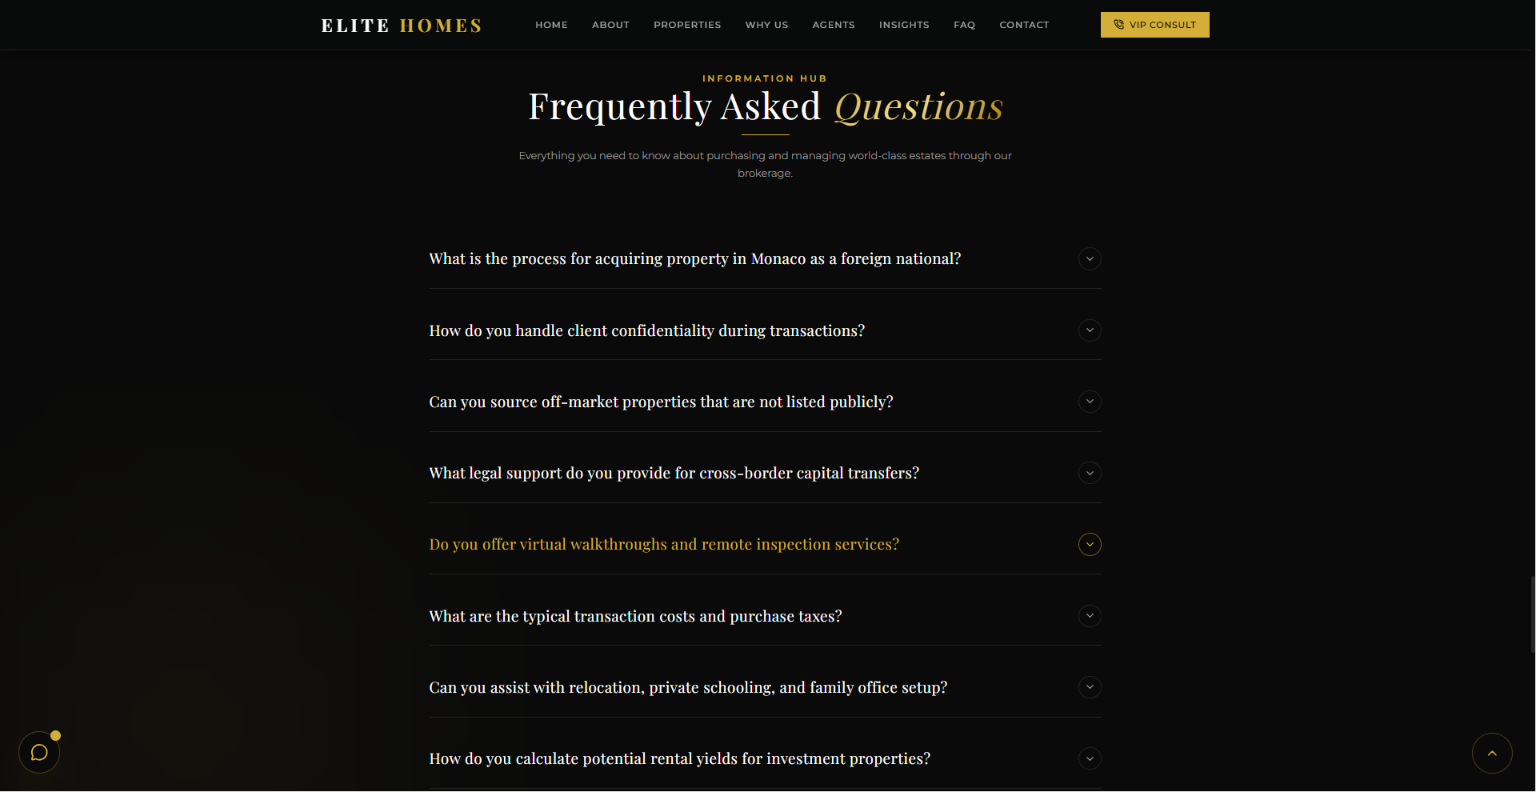 ELITE HOMES
HOME
ABOUT
PROPERTIES
WHY US
AGENTS
INSIGHTS
FAQ
CONTACT
VIP CONSULT
INFORMATION HUB
Frequently Asked Questions
Everything you need to know about purchasing and managing world-class estates through our
brokerage.
What is the process for acquiring property in Monaco as a foreign national?
How do you handle client confidentiality during transactions?
Can you source off-market properties that are not listed publicly?
What legal support do you provide for cross-border capital transfers?
Do you offer virtual walkthroughs and remote inspection services?
What are the typical transaction costs and purchase taxes?
Can you assist with relocation, private schooling, and family office setup?
How do you calculate potential rental yields for investment properties?